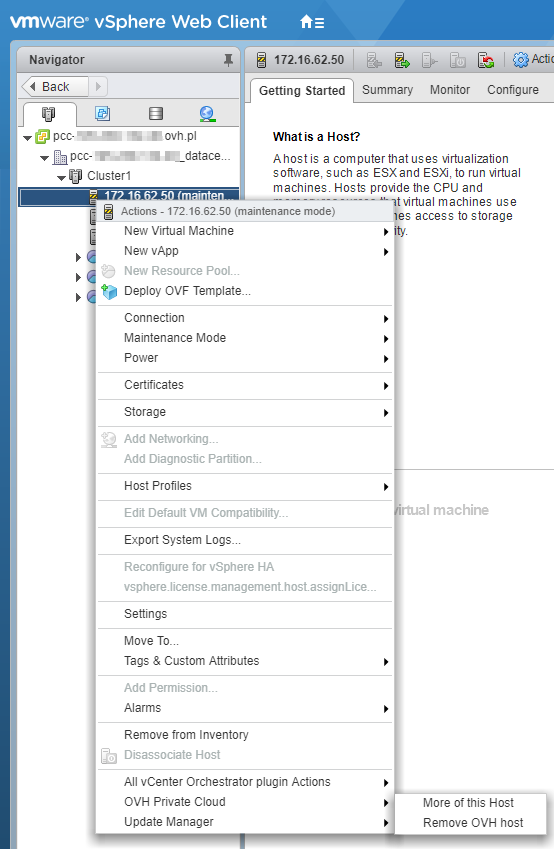 vmware® vSphere Web Client
Navigator
172.16.62.50
Actio
Back
Getting Started
Summary
Monitor
Configure
pcc-
ovh.pl
pcc-
_datace...
Cluster1
172.16.62.50 (mainten...
What is a Host?
A host is a computer that uses virtualization
software, such as ESX and ESXi, to run virtual
machines. Hosts provide the CPU and
memory resources that virtual machines use
nes access to storage
ity.
Actions - 172.16.62.50 (maintenance mode)
New Virtual Machine
New vApp
New Resource Pool...
Deploy OVF Template...
Connection
Maintenance Mode
Power
Certificates
Storage
Add Networking...
Add Diagnostic Partition...
Host Profiles
virtual machine
Edit Default VM Compatibility...
Export System Logs...
Reconfigure for vSphere HA
vsphere.license.management.host.assignLice...
Settings
Move To...
Tags & Custom Attributes
Add Permission...
Alarms
Remove from Inventory
Disassociate Host
All vCenter Orchestrator plugin Actions
OVH Private Cloud
Update Manager
More of this Host
Remove OVH host